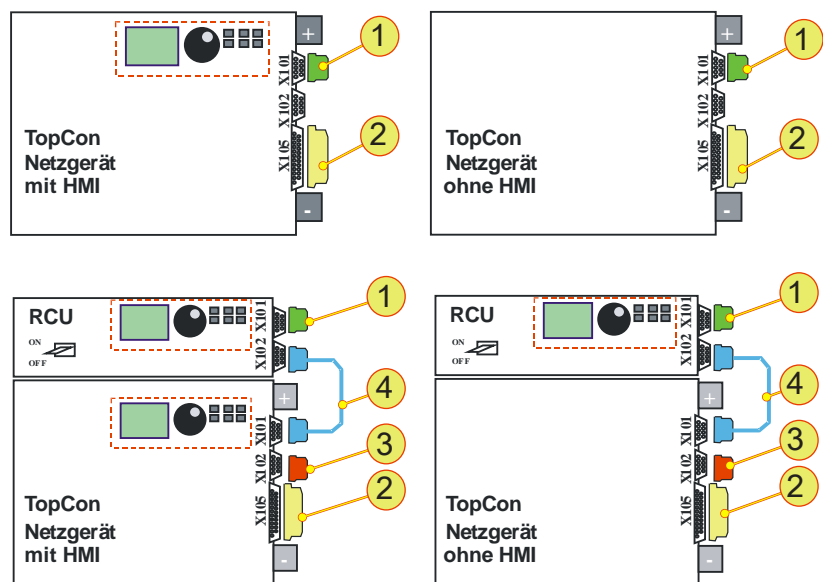 +
X101
1
X102
TopCon
Netzgerät
mit HMI
X105
2
-
+
X101
1
X102
TopCon
Netzgerät
ohne HMI
X105
2
-
RCU
ON
OFF
X101
1
X102
4
+
X101
X102
3
TopCon
Netzgerät
mit HMI
X105
2
-
RCU
ON
OFF
X101
1
X102
4
+
X101
X102
3
TopCon
Netzgerät
ohne HMI
X105
2
-